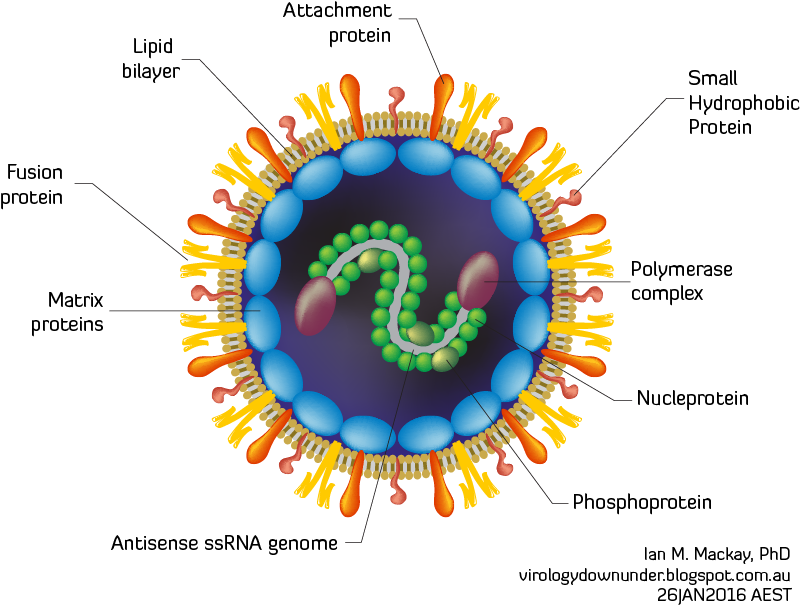 Attachment
protein
Lipid
bilayer
Small
Hydrophobic
Protein
Fusion
protein
Polymerase
complex
Matrix
proteins
Nucleprotein
Phosphoprotein
Antisense ssRNA genome
Ian M. Mackay, PhD
virologydownunder.blogspot.com.au
26JAN2016 AEST